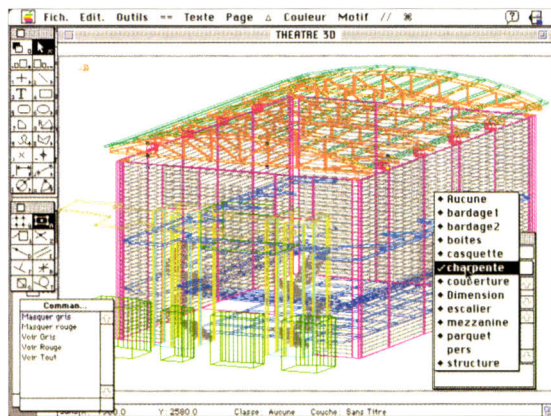 Fich. Edit. Outils == Texte Page Couleur Motif // ⌘
THEATRE 3D
Aucune
bardage1
bardage2
boites
casquette
✓charpente
couverture
Dimension
escalier
mezzanine
parquet
pers
structure
Comman...
Masquer gris
Masquer rouge
Voir Gris
Voir Rouge
Voir Tout
Y: 2580.0 Classe: Aucune Couche: Sans Titre